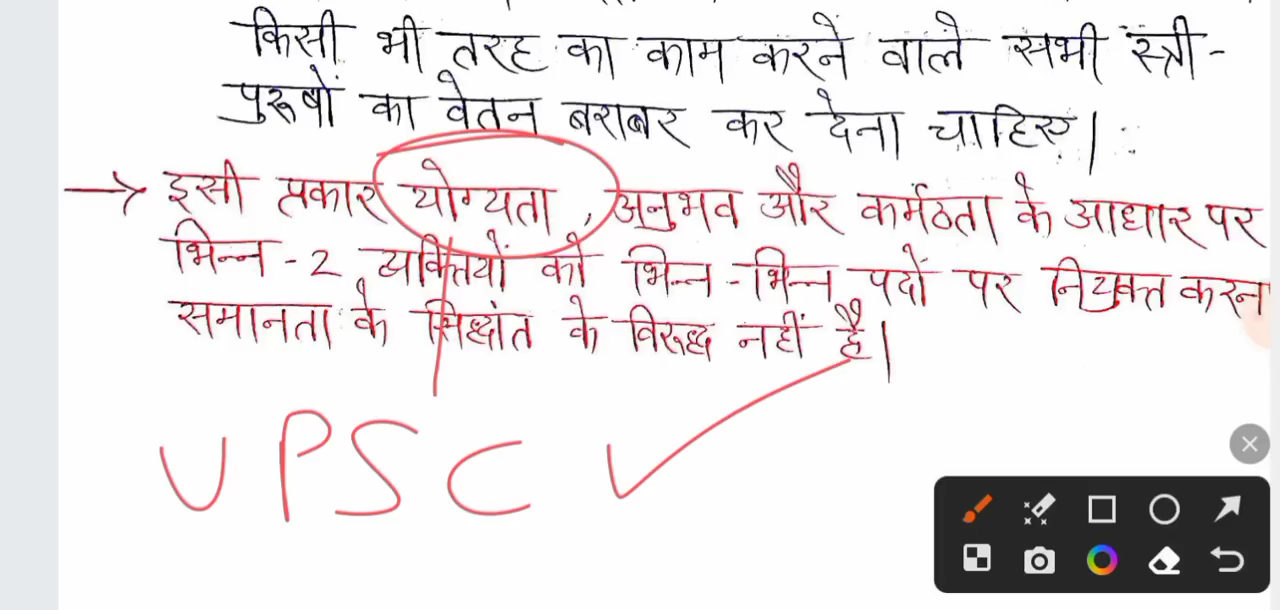 किसी भी तरह का काम करने वाले सभी स्त्री-
पुरूषों का वेतन बराबर कर देना चाहिए।
→ इसी प्रकार योग्यता, अनुभव और कर्मठता के आधार पर
भिन्न-2 व्यक्तियों को भिन्न-भिन्न पदों पर नियुक्त करन
समानता के सिद्धांत के विरूद्ध नहीं है।
UPSC ✓